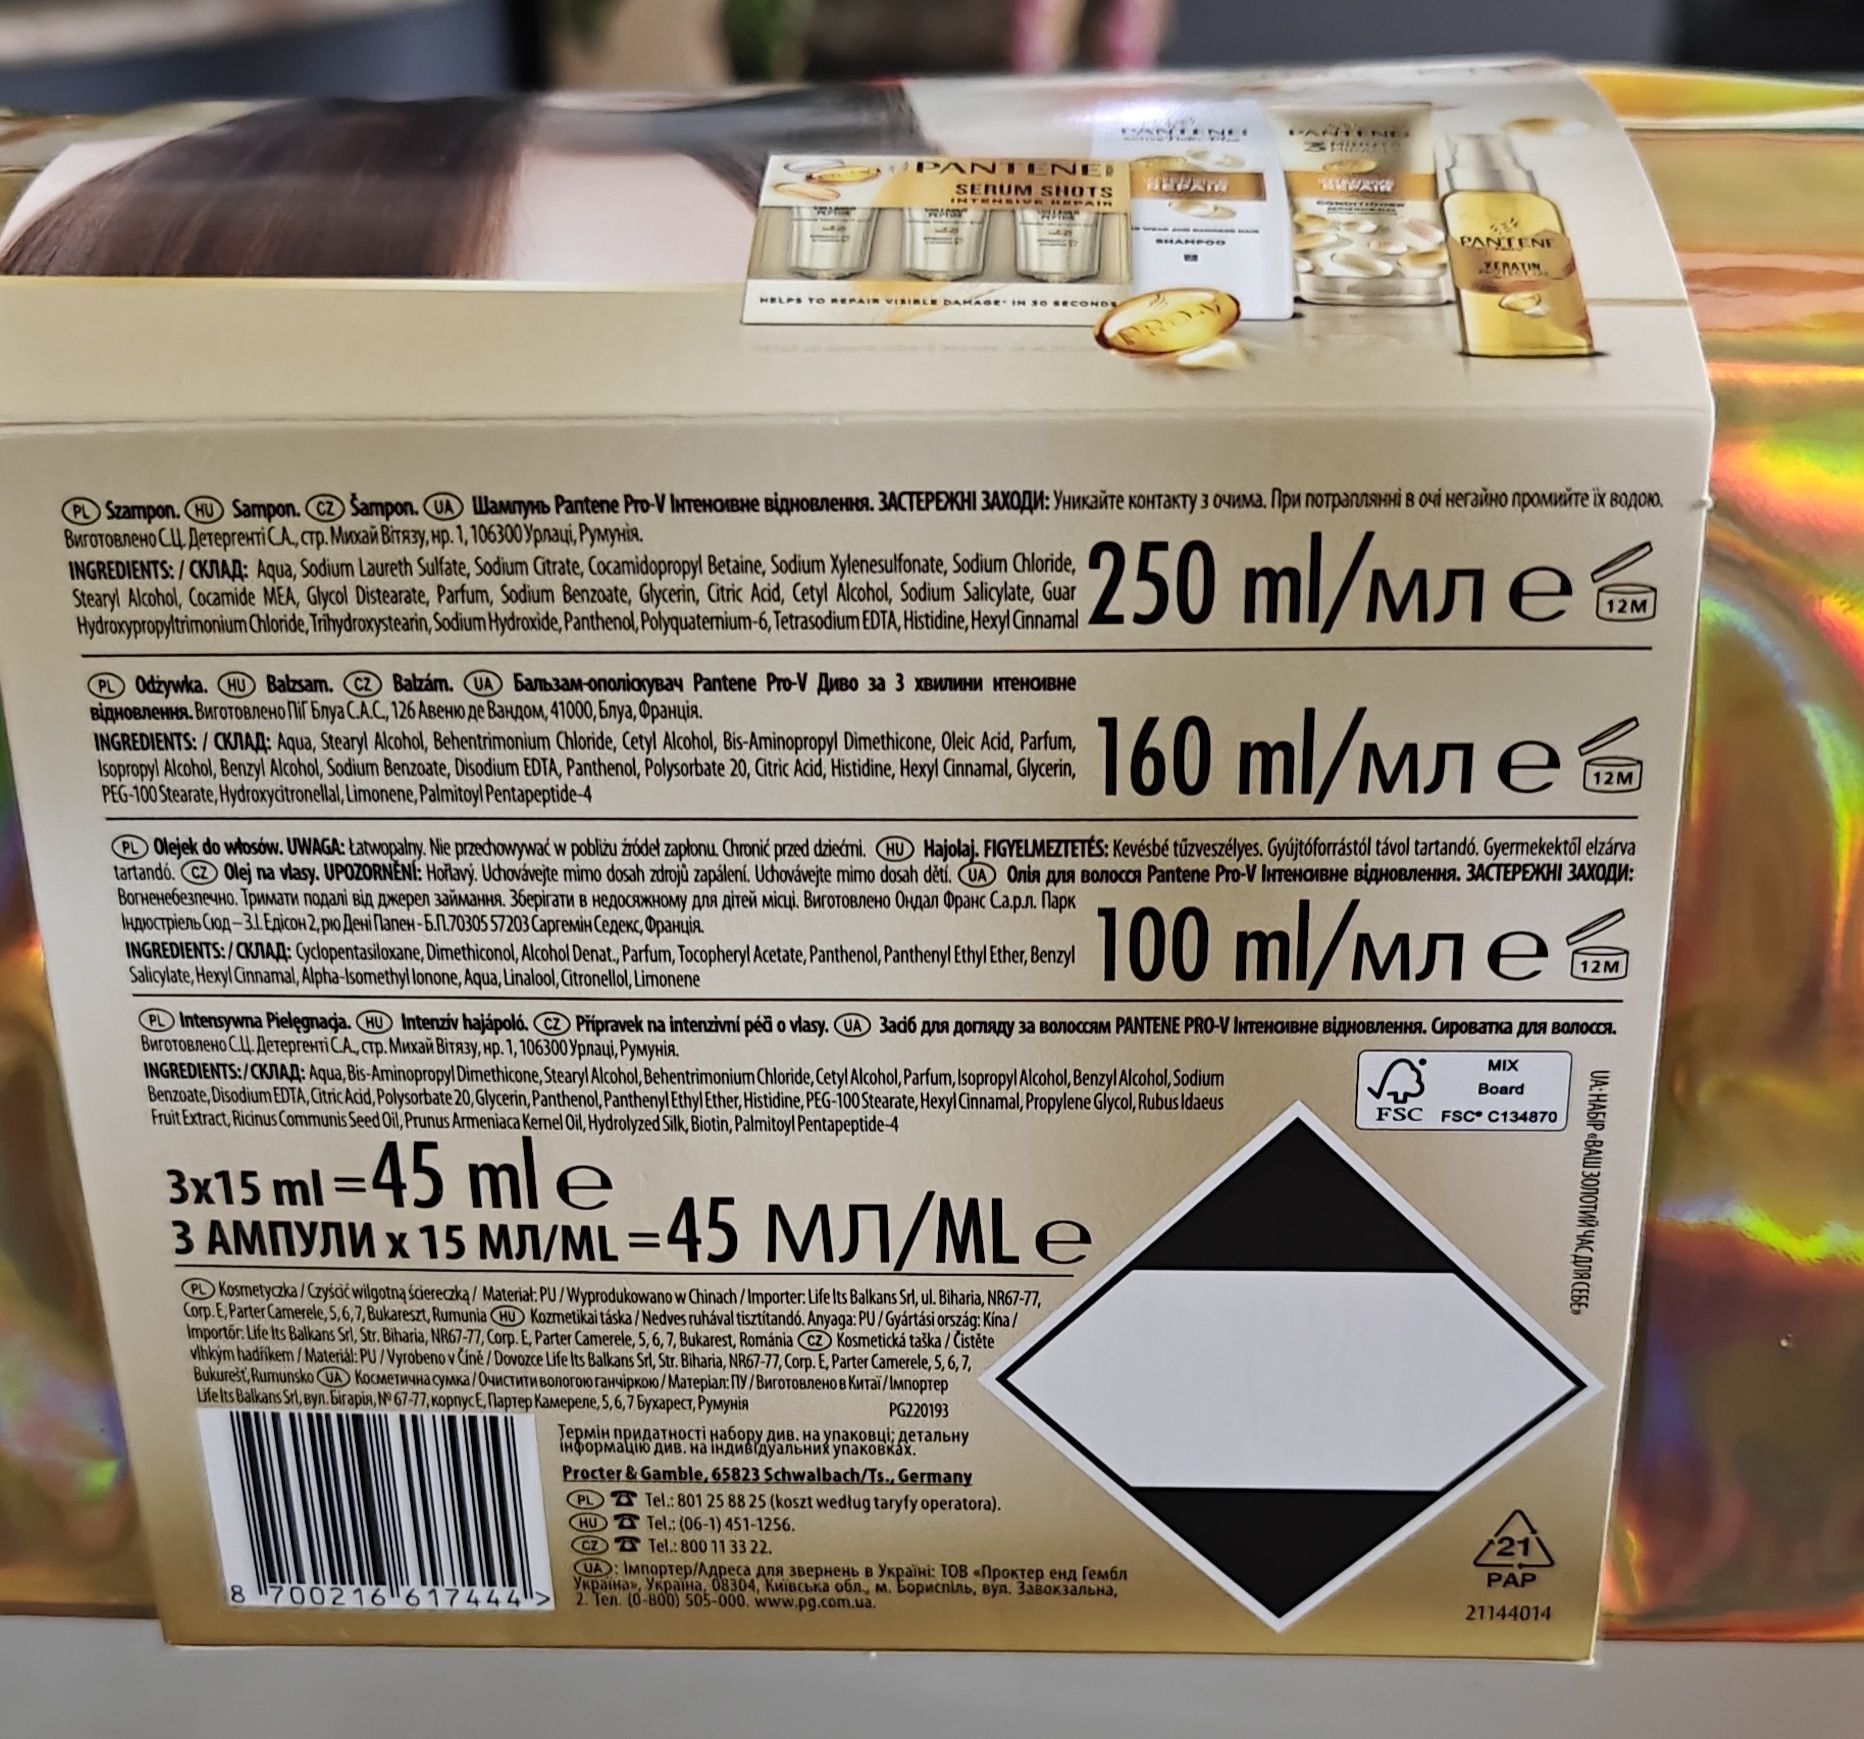 PANTENE
SERUM SHOTS
INTENSIVE REPAIR
HELPS TO REPAIR VISIBLE DAMAGE* IN 30 SECONDS
PRO-V
PANTENE
REPAIR
SHAMPOO
PANTENE
REPAIR
CONDITIONER
PANTENE
KERATIN
PL Szampon. HU Sampon. CZ Šampon. UA Шампунь Pantene Pro-V Інтенсивне відновлення. ЗАСТЕРЕЖНІ ЗАХОДИ: Уникайте контакту з очима. При потраплянні в очі негайно промийте їх водою.
Виготовлено С.Ц. Детергенті С.А., стр. Михай Вітязу, нр. 1, 106300 Урлаці, Румунія.
INGREDIENTS: / СКЛАД: Aqua, Sodium Laureth Sulfate, Sodium Citrate, Cocamidopropyl Betaine, Sodium Xylenesulfonate, Sodium Chloride,
Stearyl Alcohol, Cocamide MEA, Glycol Distearate, Parfum, Sodium Benzoate, Glycerin, Citric Acid, Cetyl Alcohol, Sodium Salicylate, Guar
Hydroxypropyltrimonium Chloride, Trihydroxystearin, Sodium Hydroxide, Panthenol, Polyquaternium-6, Tetrasodium EDTA, Histidine, Hexyl Cinnamal
250 ml/мл e 12M
PL Odżywka. HU Balzsam. CZ Balzám. UA Бальзам-ополіскувач Pantene Pro-V Диво за 3 хвилини нтенсивне
відновлення. Виготовлено ПіГ Блуа С.А.С., 126 Авеню де Вандом, 41000, Блуа, Франція.
INGREDIENTS: / СКЛАД: Aqua, Stearyl Alcohol, Behentrimonium Chloride, Cetyl Alcohol, Bis-Aminopropyl Dimethicone, Oleic Acid, Parfum,
Isopropyl Alcohol, Benzyl Alcohol, Sodium Benzoate, Disodium EDTA, Panthenol, Polysorbate 20, Citric Acid, Histidine, Hexyl Cinnamal, Glycerin,
PEG-100 Stearate, Hydroxycitronellal, Limonene, Palmitoyl Pentapeptide-4
160 ml/мл e 12M
PL Olejek do włosów. UWAGA: Łatwopalny. Nie przechowywać w pobliżu źródeł zapłonu. Chronić przed dziećmi. HU Hajolaj. FIGYELMEZTETÉS: Kevésbé tűzveszélyes. Gyújtóforrástól távol tartandó. Gyermekektől elzárva
tartandó. CZ Olej na vlasy. UPOZORNĚNÍ: Hořlavý. Uchovávejte mimo dosah zdrojů zapálení. Uchovávejte mimo dosah dětí. UA Олія для волосся Pantene Pro-V Інтенсивне відновлення. ЗАСТЕРЕЖНІ ЗАХОДИ:
Вогненебезпечно. Тримати подалі від джерел займання. Зберігати в недосяжному для дітей місці. Виготовлено Ондал Франс С.а.р.л. Парк
Індюстріель Сюд – З.І. Едісон 2, рю Дені Папен - Б.П. 70305 57203 Саргемін Седекс, Франція.
INGREDIENTS: / СКЛАД: Cyclopentasiloxane, Dimethiconol, Alcohol Denat., Parfum, Tocopheryl Acetate, Panthenol, Panthenyl Ethyl Ether, Benzyl
Salicylate, Hexyl Cinnamal, Alpha-Isomethyl Ionone, Aqua, Linalool, Citronellol, Limonene
100 ml/мл e 12M
PL Intensywna Pielęgnacja. HU Intenzív hajápoló. CZ Přípravek na intenzivní péči o vlasy. UA Засіб для догляду за волоссям PANTENE PRO-V Інтенсивне відновлення. Сироватка для волосся.
Виготовлено С.Ц. Детергенті С.А., стр. Михай Вітязу, нр. 1, 106300 Урлаці, Румунія.
INGREDIENTS: / СКЛАД: Aqua, Bis-Aminopropyl Dimethicone, Stearyl Alcohol, Behentrimonium Chloride, Cetyl Alcohol, Parfum, Isopropyl Alcohol, Benzyl Alcohol, Sodium
Benzoate, Disodium EDTA, Citric Acid, Polysorbate 20, Glycerin, Panthenol, Panthenyl Ethyl Ether, Histidine, PEG-100 Stearate, Hexyl Cinnamal, Propylene Glycol, Rubus Idaeus
Fruit Extract, Ricinus Communis Seed Oil, Prunus Armeniaca Kernel Oil, Hydrolyzed Silk, Biotin, Palmitoyl Pentapeptide-4
FSC
MIX
Board
FSC® C134870
UA: НАБІР «ВАШ ЗОЛОТИЙ ЧАС ДЛЯ СЕБЕ»
3x15 ml =45 ml e
3 АМПУЛИ x 15 МЛ/ML =45 МЛ/ML e
PL Kosmetyczka / Czyścić wilgotną ściereczką / Materiał: PU / Wyprodukowano w Chinach / Importer: Life Its Balkans Srl, ul. Biharia, NR67-77,
Corp. E, Parter Camerele, 5, 6, 7, Bukareszt, Rumunia HU Kozmetikai táska / Nedves ruhával tisztítandó. Anyaga: PU / Gyártási ország: Kína /
Importőr: Life Its Balkans Srl, Str. Biharia, NR67-77, Corp. E, Parter Camerele, 5, 6, 7, Bukarest, Románia CZ Kosmetická taška / Čistěte
vlhkým hadříkem / Materiál: PU / Vyrobeno v Číně / Dovozce Life Its Balkans Srl, Str. Biharia, NR67-77, Corp. E, Parter Camerele, 5, 6, 7,
Bukurešť, Rumunsko UA Косметична сумка / Очистити вологою ганчіркою / Матеріал: ПУ / Виготовлено в Китаї / Імпортер
Life Its Balkans Srl, вул. Біґарія, № 67-77, корпус Е, Партер Камереле, 5, 6, 7 Бухарест, Румунія
PG220193
8 700216 617444 >
Термін придатності набору див. на упаковці; детальну
інформацію див. на індивідуальних упаковках.
Procter & Gamble, 65823 Schwalbach/Ts., Germany
PL ☎ Tel.: 801 25 88 25 (koszt według taryfy operatora).
HU ☎ Tel.: (06-1) 451-1256.
CZ ☎ Tel.: 800 11 33 22.
UA: Імпортер/Адреса для звернень в Україні: ТОВ «Проктер енд Гембл
Україна», Україна, 08304, Київська обл., м. Бориспіль, вул. Завокзальна,
2. Тел. (0-800) 505-000. www.pg.com.ua.
21
PAP
21144014